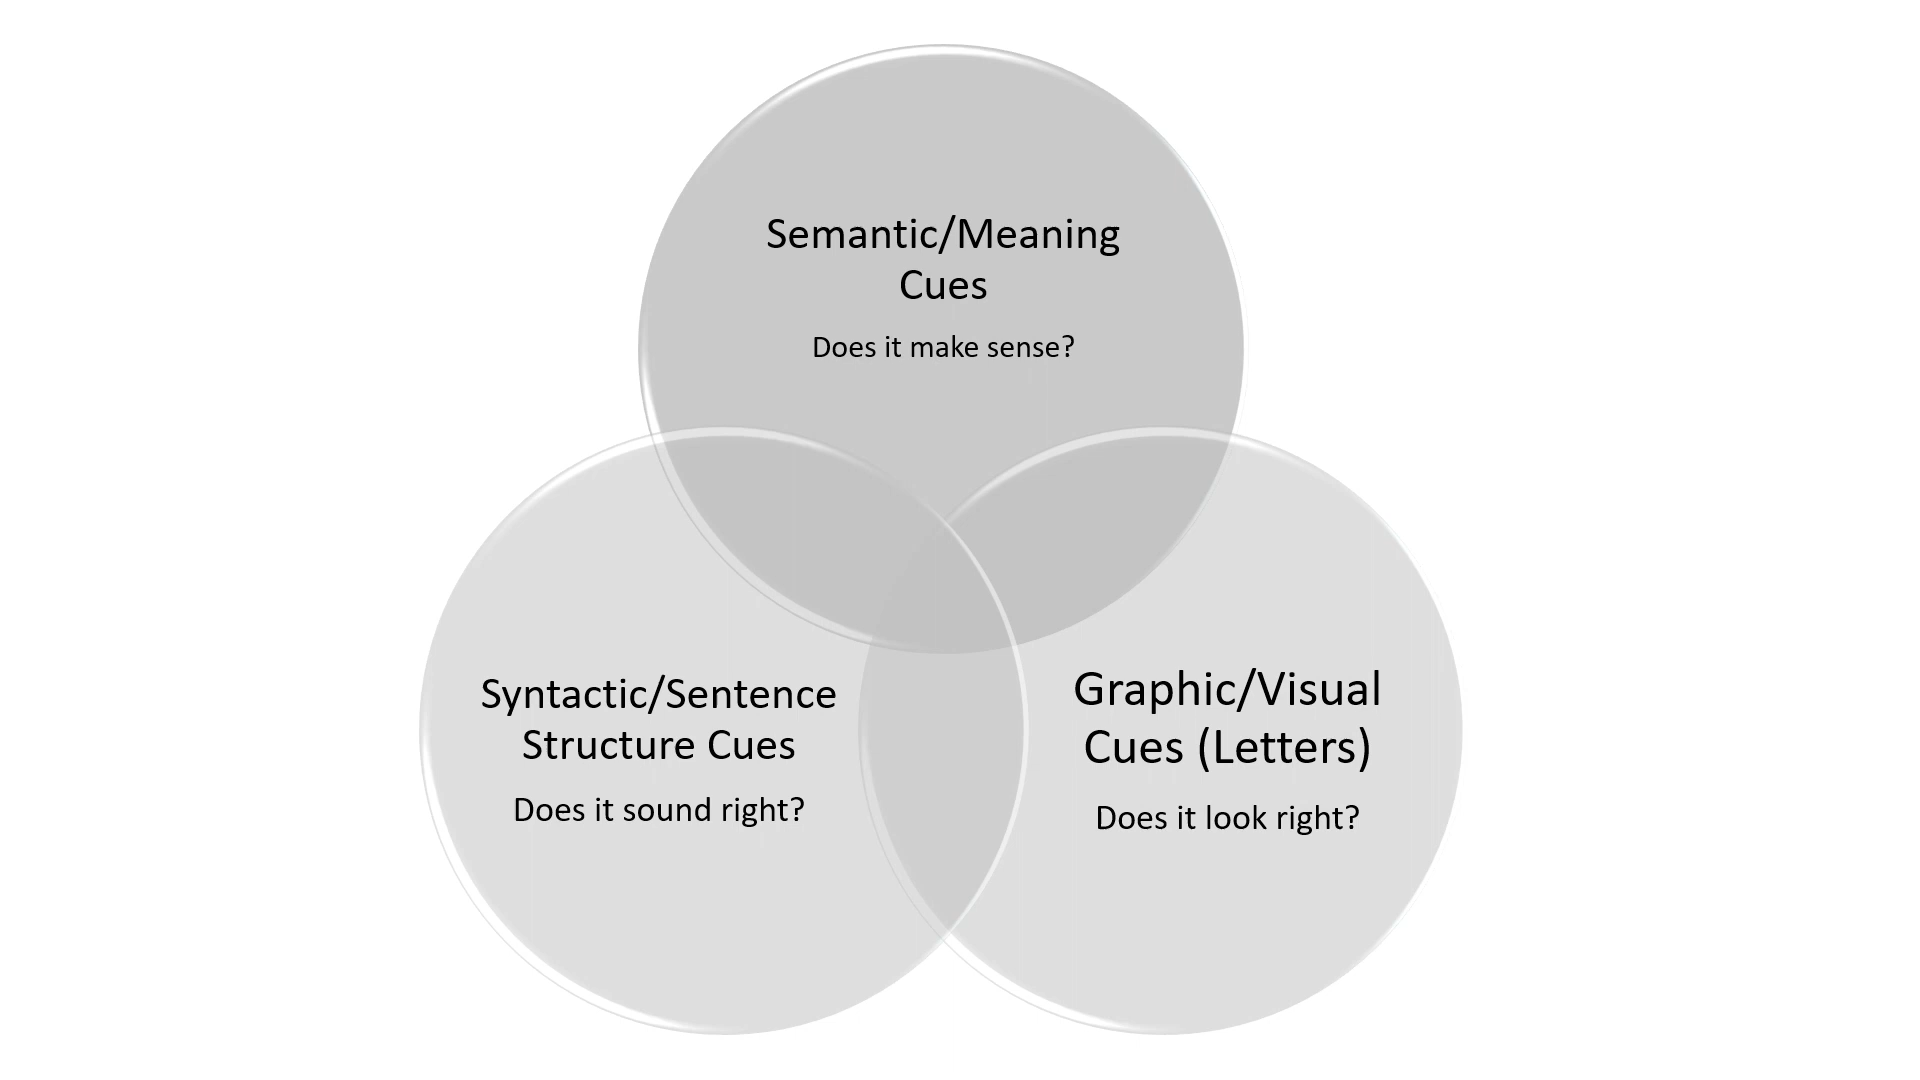 Semantic/Meaning
Cues
Does it make sense?
Syntactic/Sentence
Structure Cues
Does it sound right?
Graphic/Visual
Cues (Letters)
Does it look right?